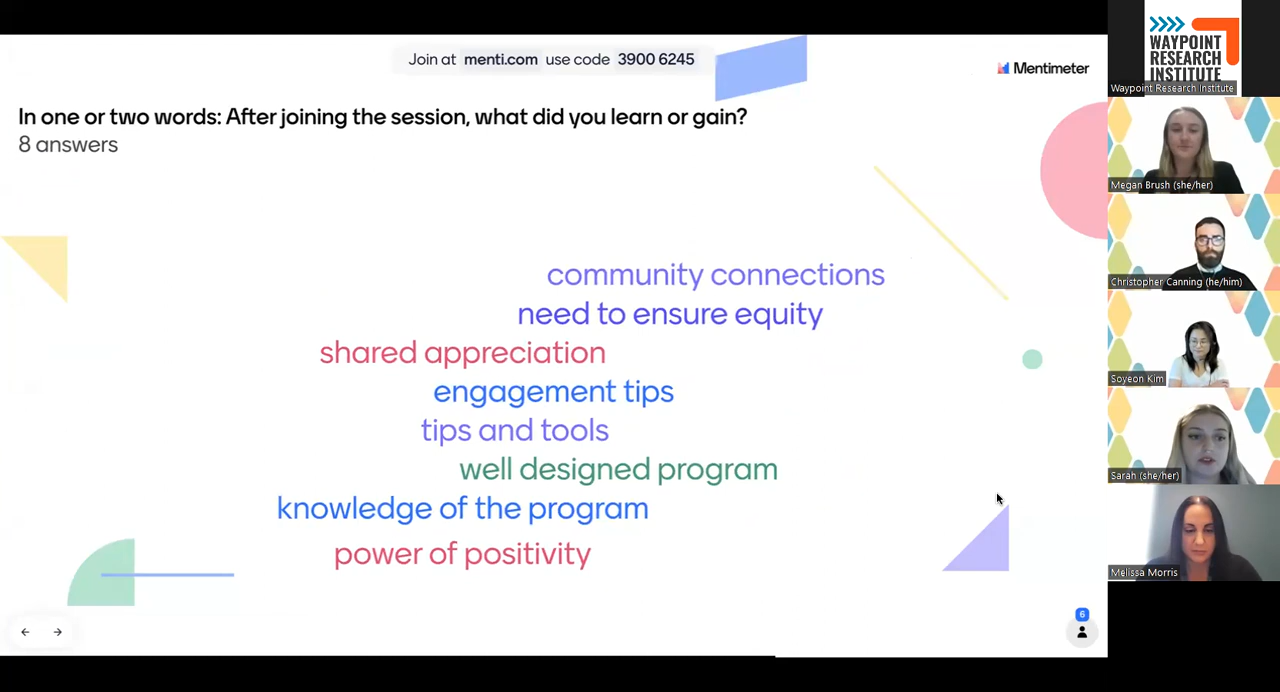 Join at menti.com use code 3900 6245
Mentimeter
In one or two words: After joining the session, what did you learn or gain?
8 answers
community connections
need to ensure equity
shared appreciation
engagement tips
tips and tools
well designed program
knowledge of the program
power of positivity
6
WAYPOINT
RESEARCH
INSTITUTE
Waypoint Research Institute
Megan Brush (she/her)
Christopher Canning (he/him)
Soyeon Kim
Sarah (she/her)
Melissa Morris